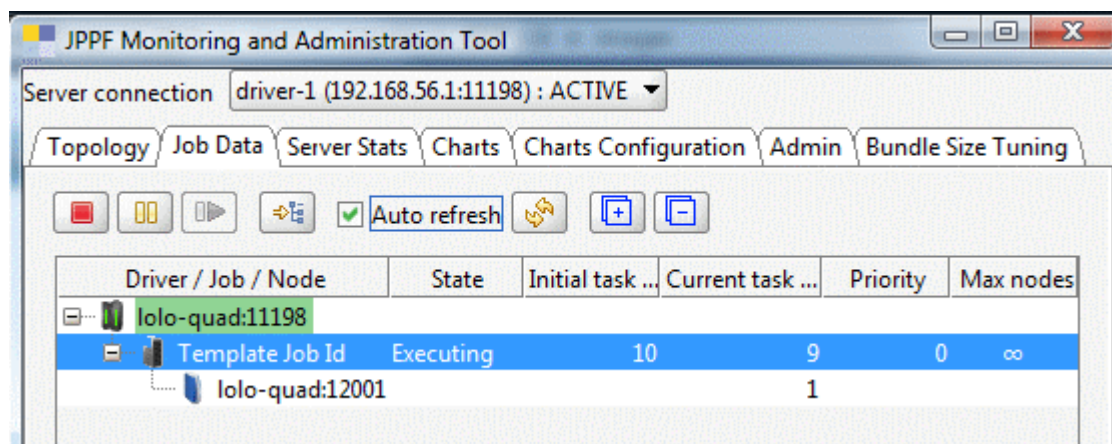 JPPF Monitoring and Administration Tool
Server connection driver-1 (192.168.56.1:11198) : ACTIVE
Topology Job Data Server Stats Charts Charts Configuration Admin Bundle Size Tuning
Auto refresh
Driver / Job / Node State Initial task ... Current task ... Priority Max nodes
lolo-quad:11198
Template Job Id Executing 10 9 0 ∞
lolo-quad:12001 1